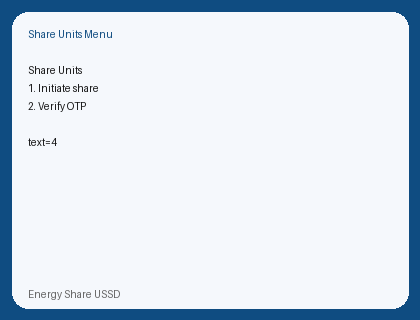 Share Units Menu
Share Units
1. Initiate share
2. Verify OTP
text=4
Energy Share USSD